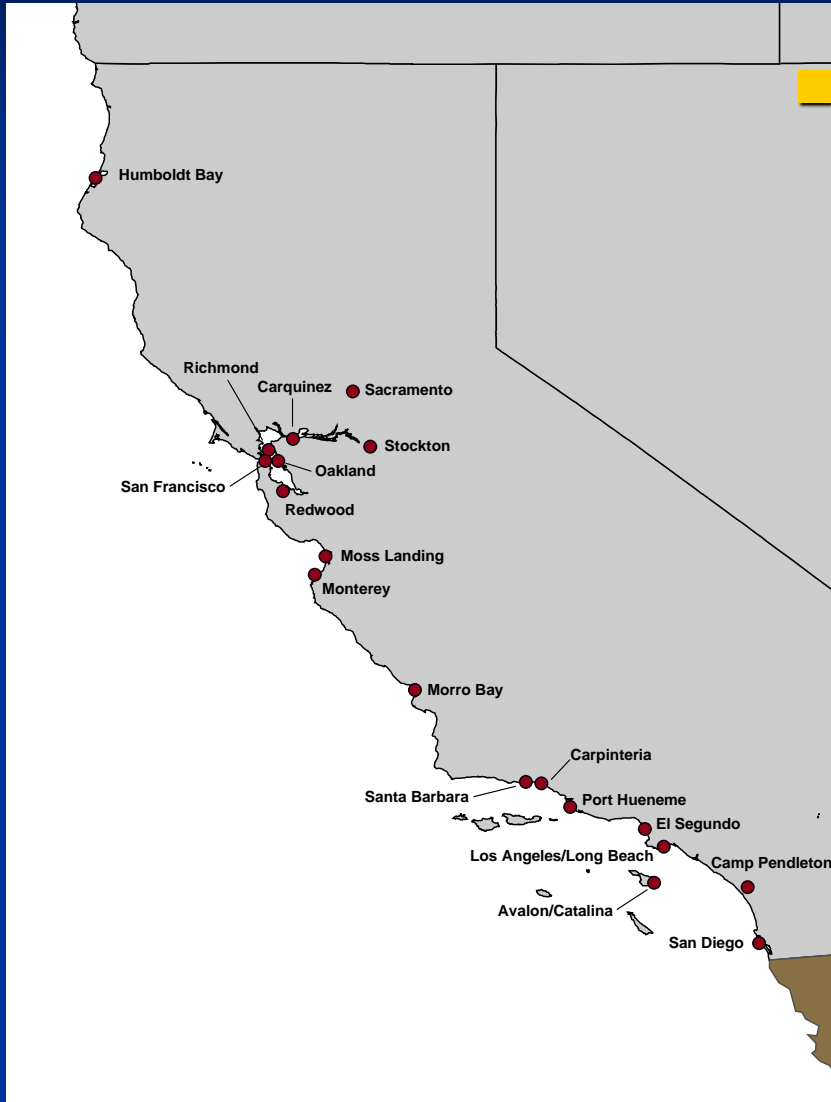 Humboldt Bay
Richmond
Carquinez
Sacramento
Stockton
Oakland
San Francisco
Redwood
Moss Landing
Monterey
Morro Bay
Carpinteria
Santa Barbara
Port Hueneme
El Segundo
Los Angeles/Long Beach
Camp Pendleton
Avalon/Catalina
San Diego